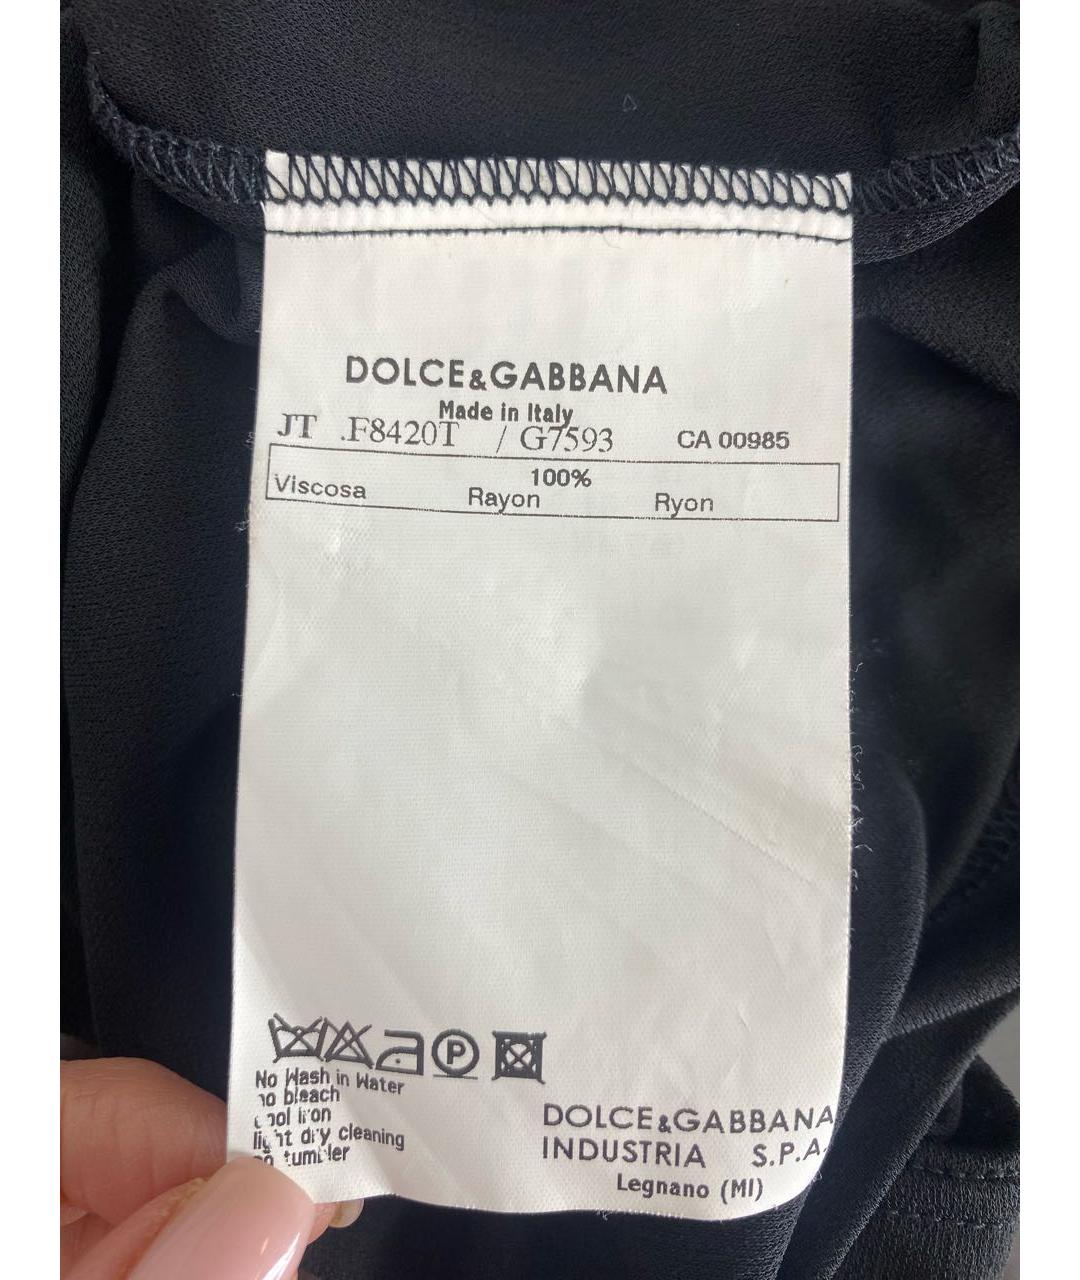 DOLCE&GABBANA
Made in Italy
JT .F8420T / G7593 CA 00985
100%
Viscosa Rayon Ryon
P
No Wash in Water
no bleach
cool iron
light dry cleaning
no tumbler
DOLCE&GABBANA
INDUSTRIA S.P.A.
Legnano (MI)